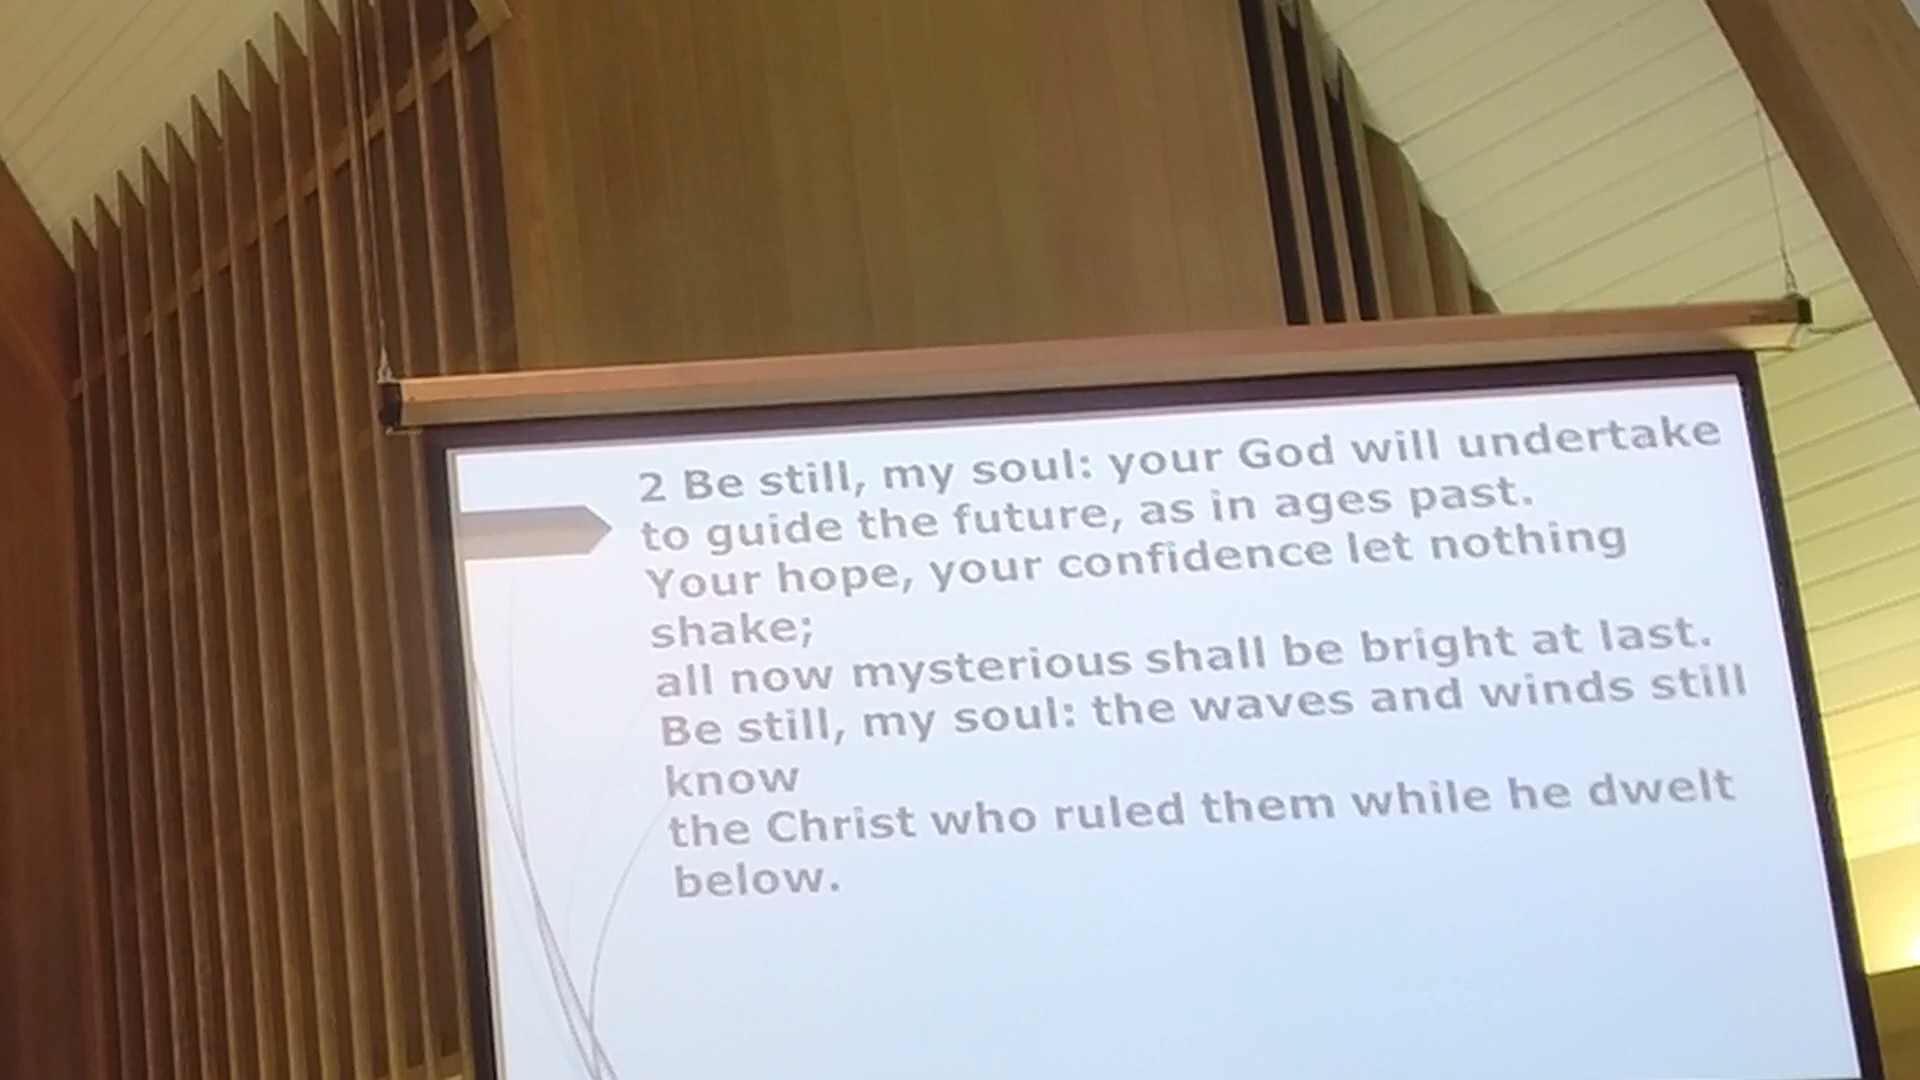 2 Be still, my soul: your God will undertake
to guide the future, as in ages past.
Your hope, your confidence let nothing
shake;
all now mysterious shall be bright at last.
Be still, my soul: the waves and winds still
know
the Christ who ruled them while he dwelt
below.